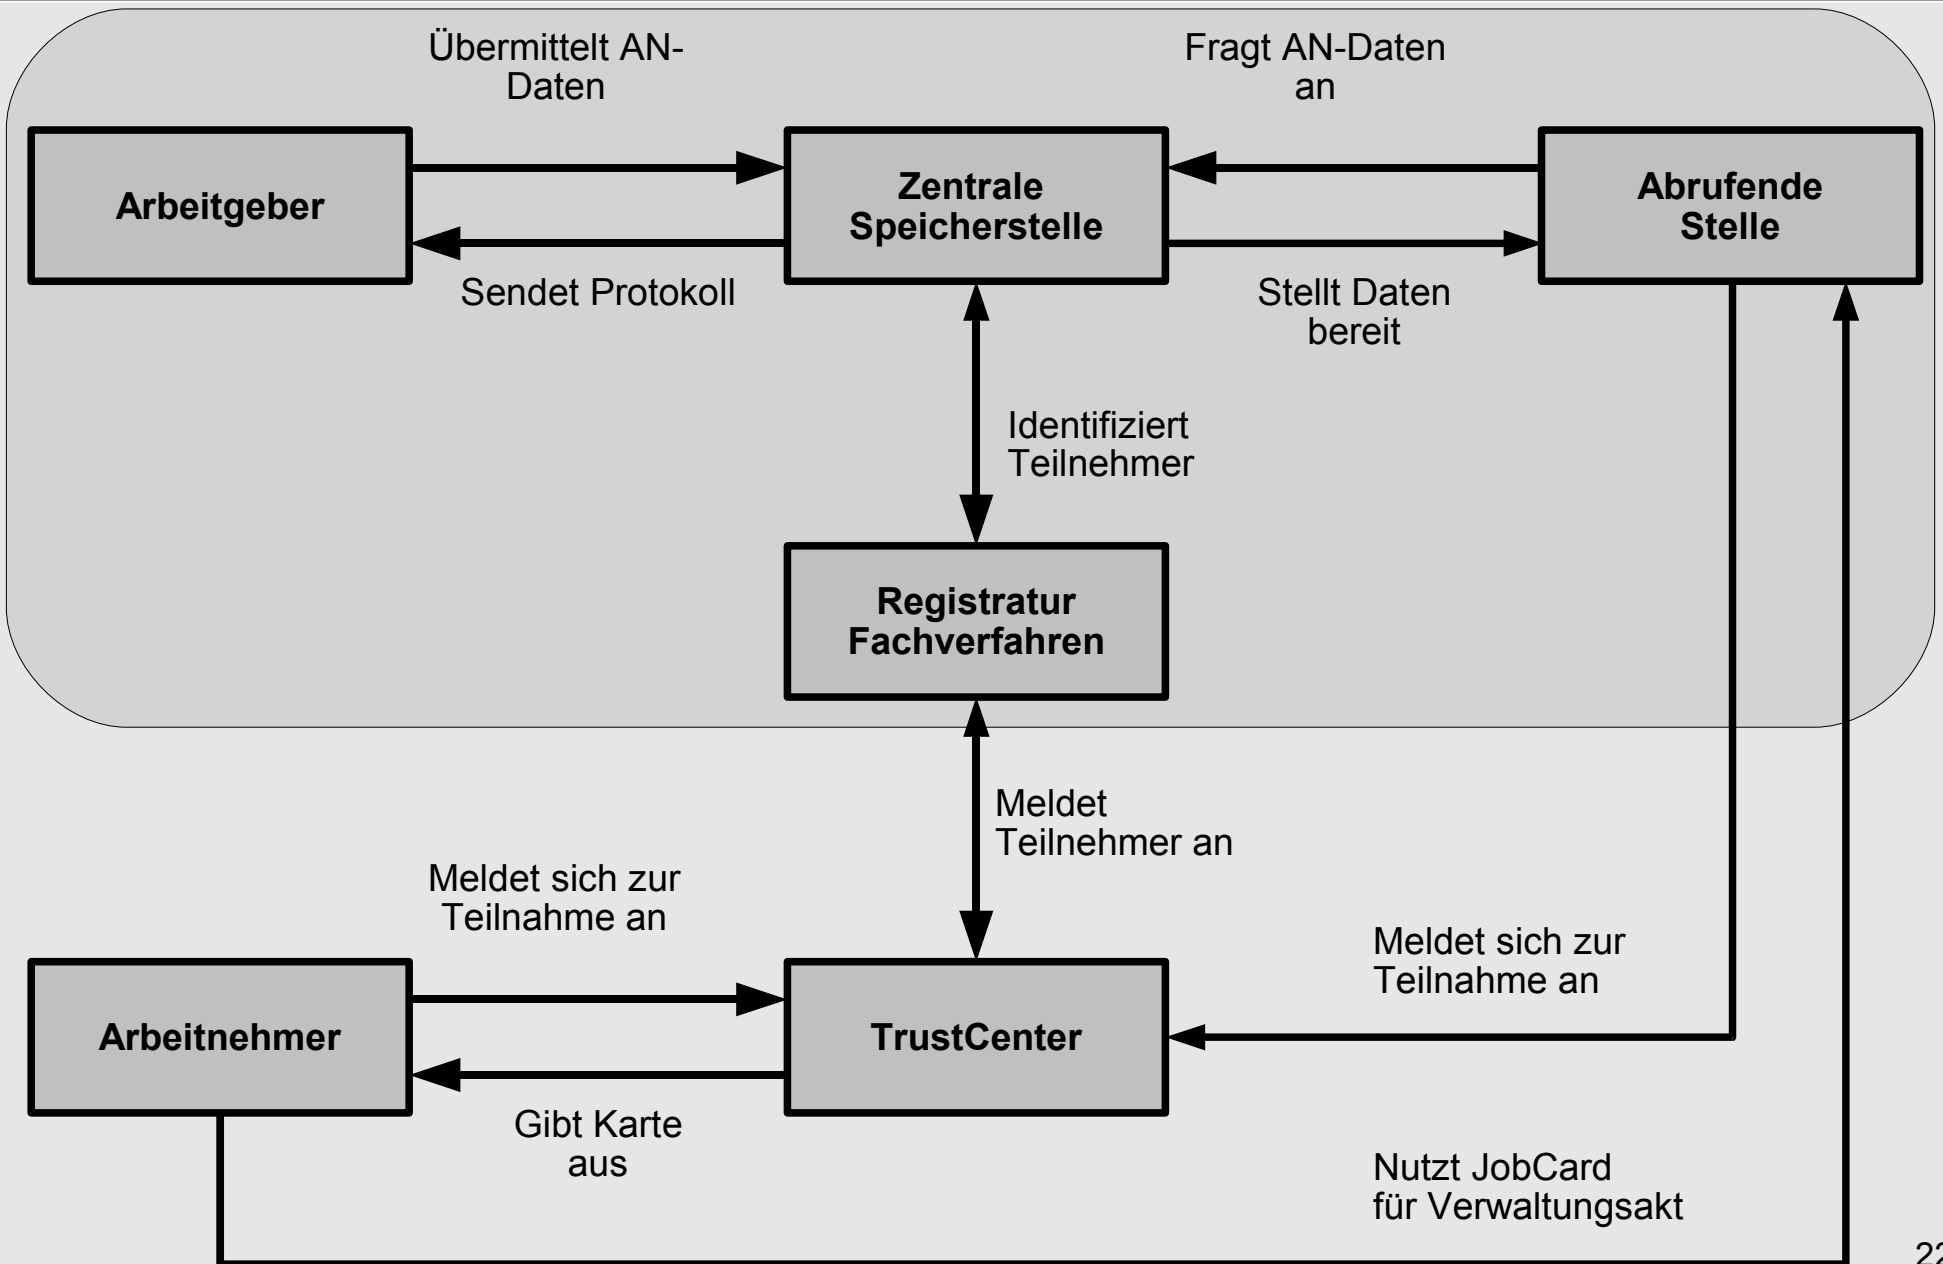 Übermittelt AN-
Daten
Fragt AN-Daten
an
Arbeitgeber
Zentrale
Speicherstelle
Abrufende
Stelle
Sendet Protokoll
Stellt Daten
bereit
Identifiziert
Teilnehmer
Registratur
Fachverfahren
Meldet
Teilnehmer an
Meldet sich zur
Teilnahme an
Meldet sich zur
Teilnahme an
Arbeitnehmer
TrustCenter
Gibt Karte
aus
Nutzt JobCard
für Verwaltungsakt
22